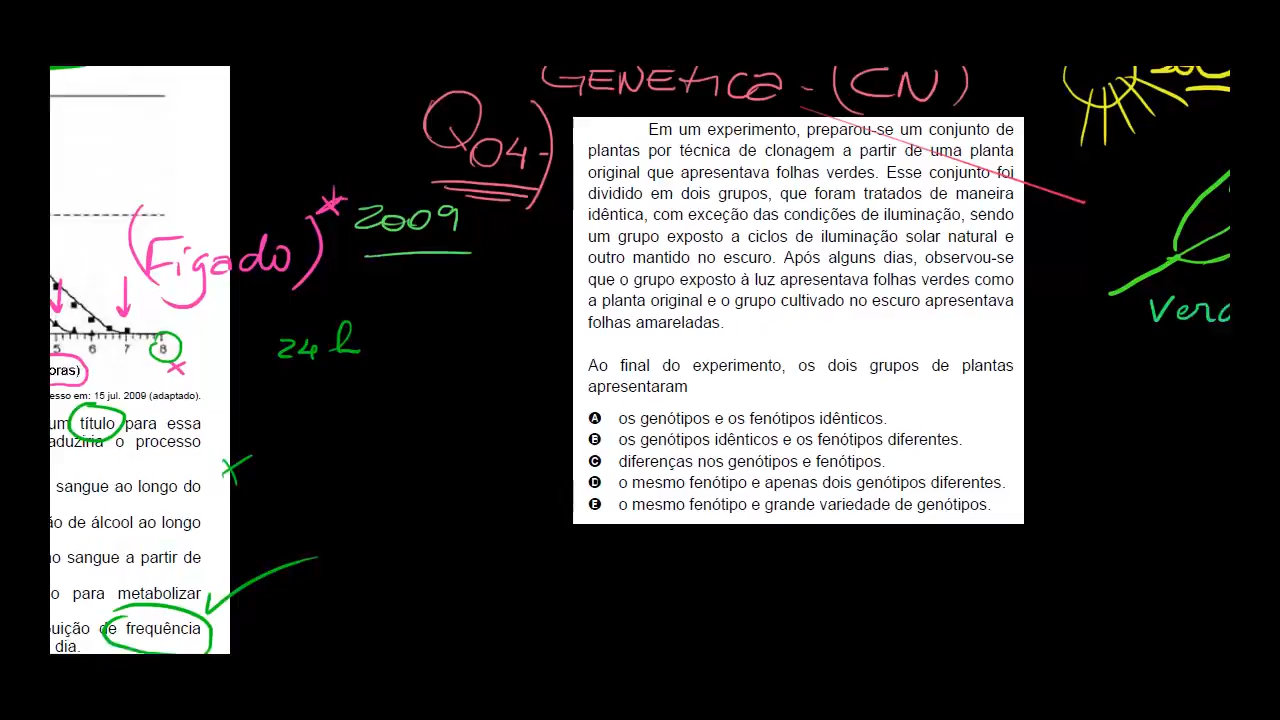 GENÉTICA - (CN)
Q04-)
2009
(Fígado)*
24 h
5 6 7 8
x
oras)
esso em: 15 jul. 2009 (adaptado).
um título para essa
aduziria o processo
sangue ao longo do
ão de álcool ao longo
no sangue a partir de
o para metabolizar
uição de frequência
dia.
Em um experimento, preparou-se um conjunto de
plantas por técnica de clonagem a partir de uma planta
original que apresentava folhas verdes. Esse conjunto foi
dividido em dois grupos, que foram tratados de maneira
idêntica, com exceção das condições de iluminação, sendo
um grupo exposto a ciclos de iluminação solar natural e
outro mantido no escuro. Após alguns dias, observou-se
que o grupo exposto à luz apresentava folhas verdes como
a planta original e o grupo cultivado no escuro apresentava
folhas amareladas.
Ao final do experimento, os dois grupos de plantas
apresentaram
A os genótipos e os fenótipos idênticos.
B os genótipos idênticos e os fenótipos diferentes.
C diferenças nos genótipos e fenótipos.
D o mesmo fenótipo e apenas dois genótipos diferentes.
E o mesmo fenótipo e grande variedade de genótipos.
Verd